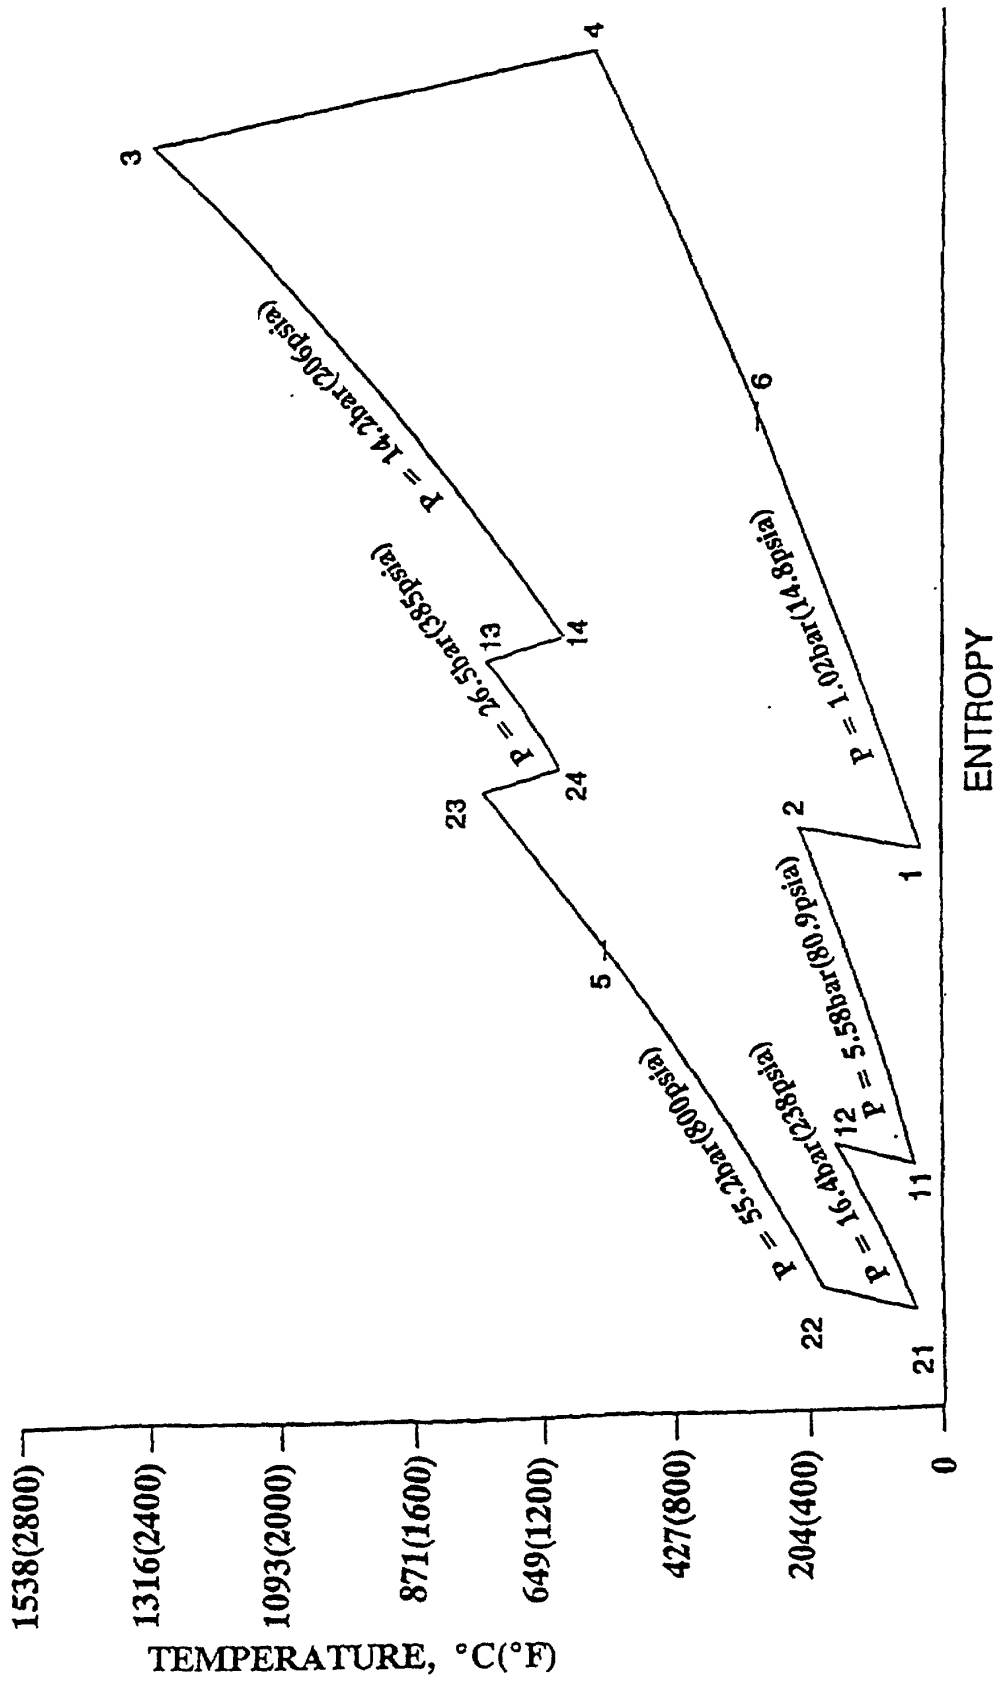 TEMPERATURE, °C(°F)
1538(2800)
1316(2400)
1093(2000)
871(1600)
649(1200)
427(800)
204(400)
0
3
4
P = 14.2bar(206psia)
P = 26.5bar(385psia)
23
13
24
14
5
6
P = 55.2bar(800psia)
P = 1.02bar(14.8psia)
22
P = 16.4bar(238psia)
12
P = 5.58bar(80.9psia)
2
21
11
1
ENTROPY